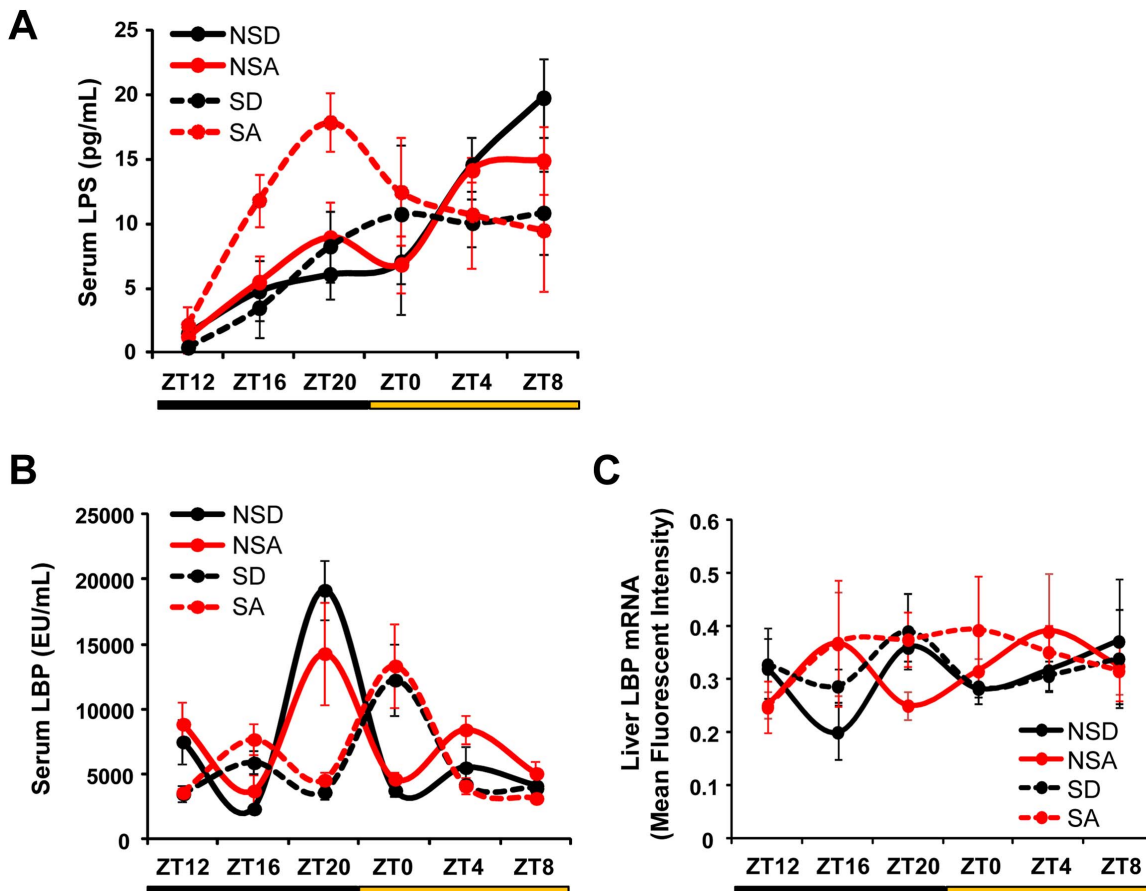 A
Serum LPS (pg/mL)
25
20
15
10
5
0
NSD
NSA
SD
SA
ZT12 ZT16 ZT20 ZT0 ZT4 ZT8
B
Serum LBP (EU/mL)
25000
20000
15000
10000
5000
0
NSD
NSA
SD
SA
ZT12 ZT16 ZT20 ZT0 ZT4 ZT8
C
Liver LBP mRNA
(Mean Fluorescent Intensity)
0.6
0.5
0.4
0.3
0.2
0.1
0
NSD
NSA
SD
SA
ZT12 ZT16 ZT20 ZT0 ZT4 ZT8